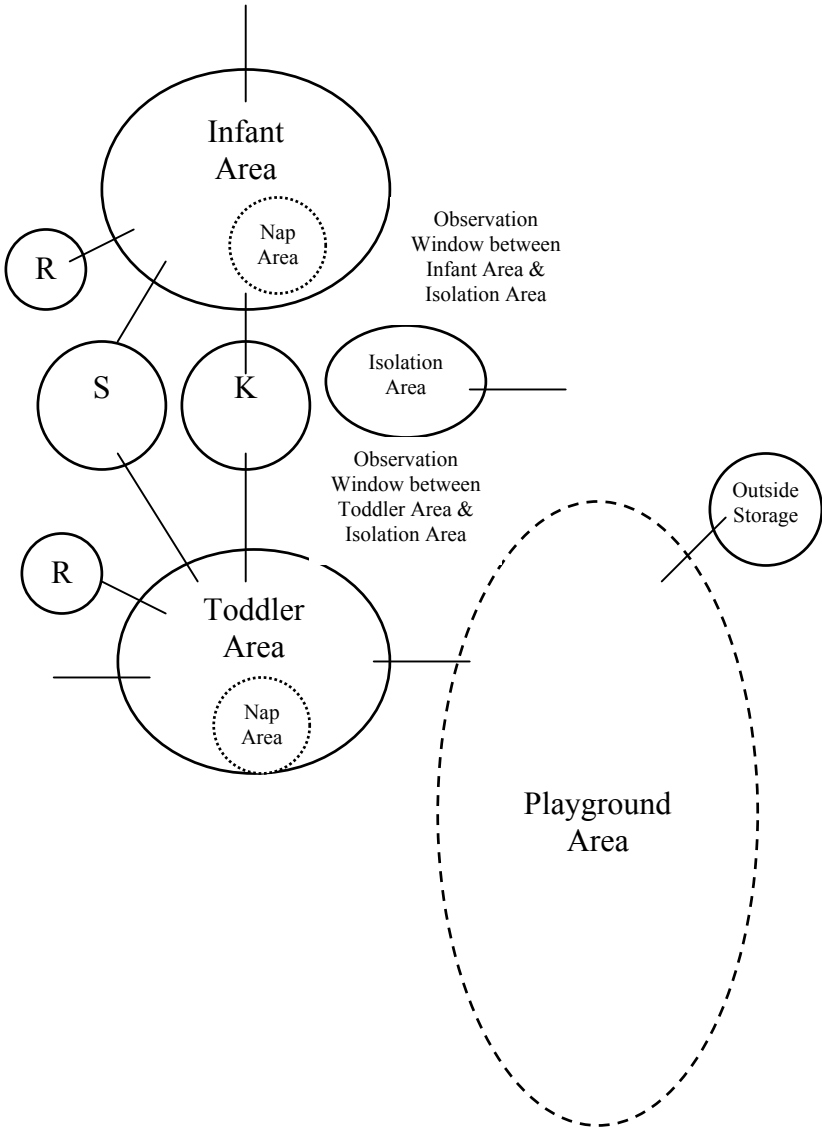 Infant
Area
Nap
Area
Observation
Window between
Infant Area &
Isolation Area
R
S
K
Isolation
Area
Observation
Window between
Toddler Area &
Isolation Area
Outside
Storage
R
Toddler
Area
Nap
Area
Playground
Area